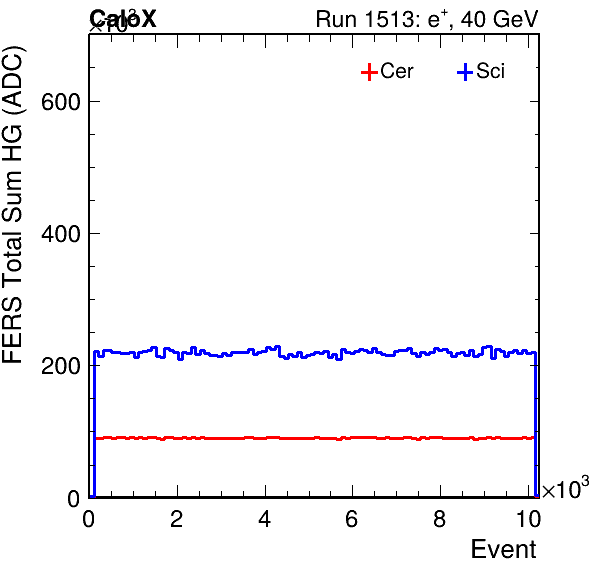 ×10³ CaloX Run 1513: e⁺, 40 GeV
FERS Total Sum HG (ADC)
Cer Sci
600
400
200
0
0 2 4 6 8 10 ×10³
Event